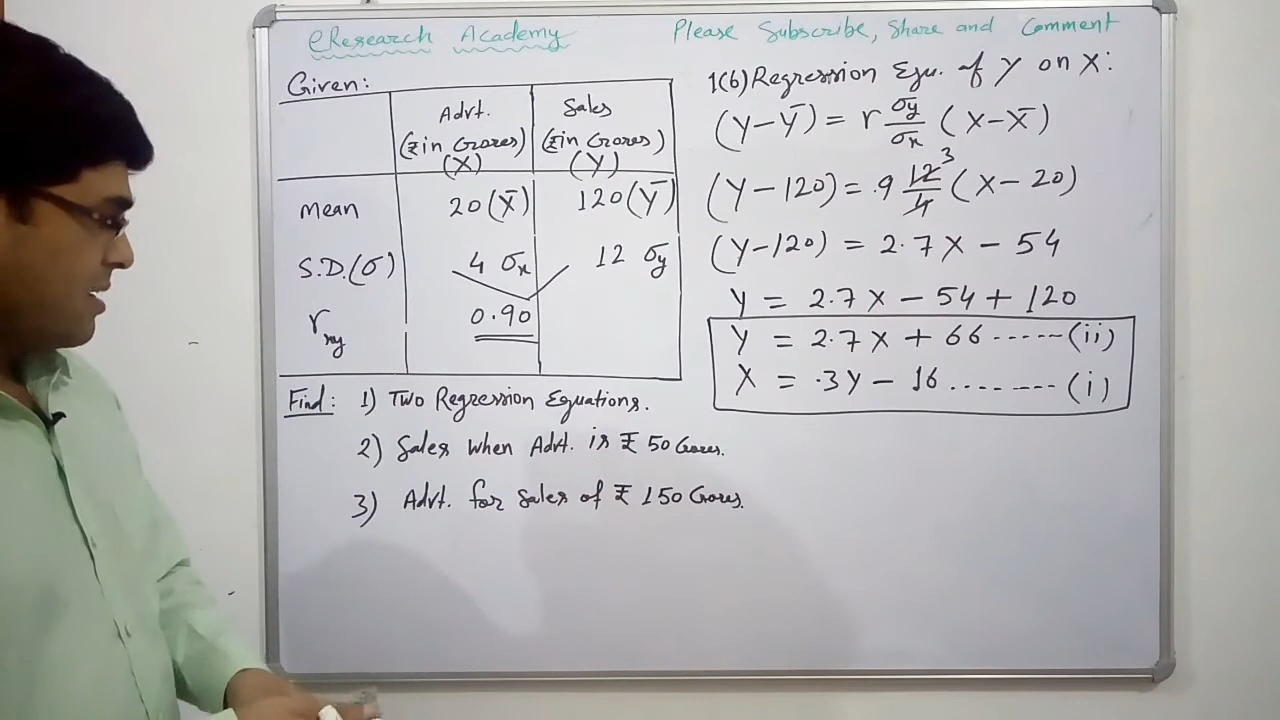 eResearch Academy Please Subscribe, Share and Comment
Given:
Advt. Sales
(₹ in Crores) (₹ in Crores)
(X) (Y)
Mean 20 (X̄) 120 (Ȳ)
S.D.(σ) 4 σx 12 σy
rxy 0.90
Find: 1) Two Regression Equations.
2) Sales when Advt. is ₹ 50 Crores.
3) Advt. for Sales of ₹ 150 Crores.
1(b) Regression Equ. of Y on X:
(Y-Ȳ) = r σy/σx (X-X̄)
(Y-120) = .9 12/4 3 (X-20)
(Y-120) = 2.7X - 54
Y = 2.7X - 54 + 120
Y = 2.7X + 66 ...... (ii)
X = .3Y - 16 ........ (i)